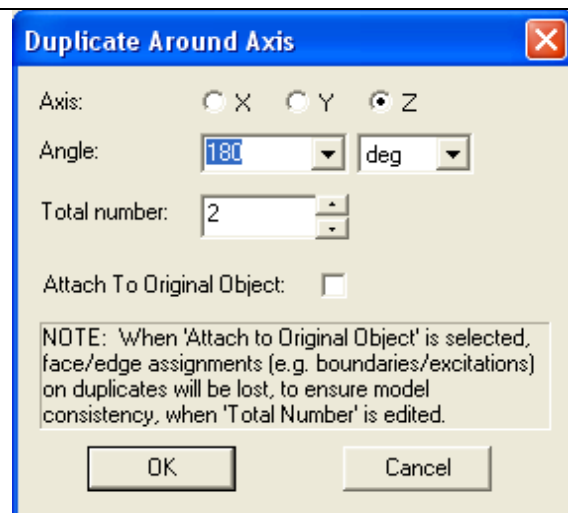 Duplicate Around Axis
Axis: X Y Z
Angle: 180 deg
Total number: 2
Attach To Original Object:
NOTE: When 'Attach to Original Object' is selected,
face/edge assignments (e.g. boundaries/excitations)
on duplicates will be lost, to ensure model
consistency, when 'Total Number' is edited.
OK Cancel